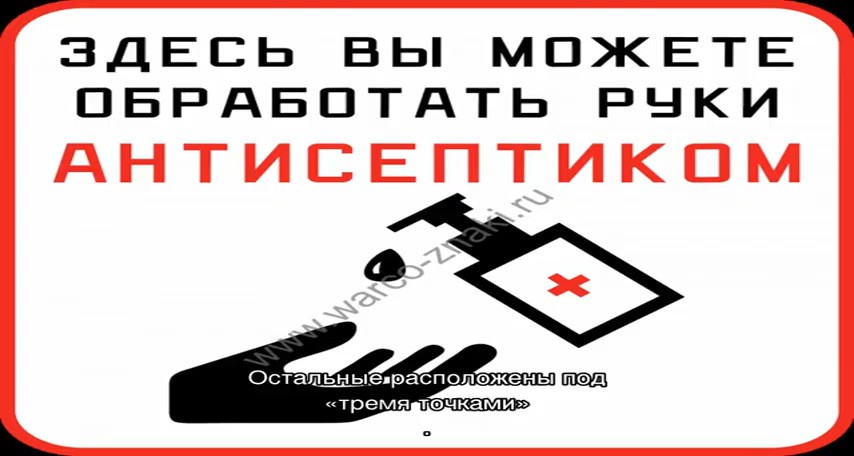 ЗДЕСЬ ВЫ МОЖЕТЕ
ОБРАБОТАТЬ РУКИ
АНТИСЕПТИКОМ
www.warco-znaki.ru
Остальные расположены под
«тремя точками»